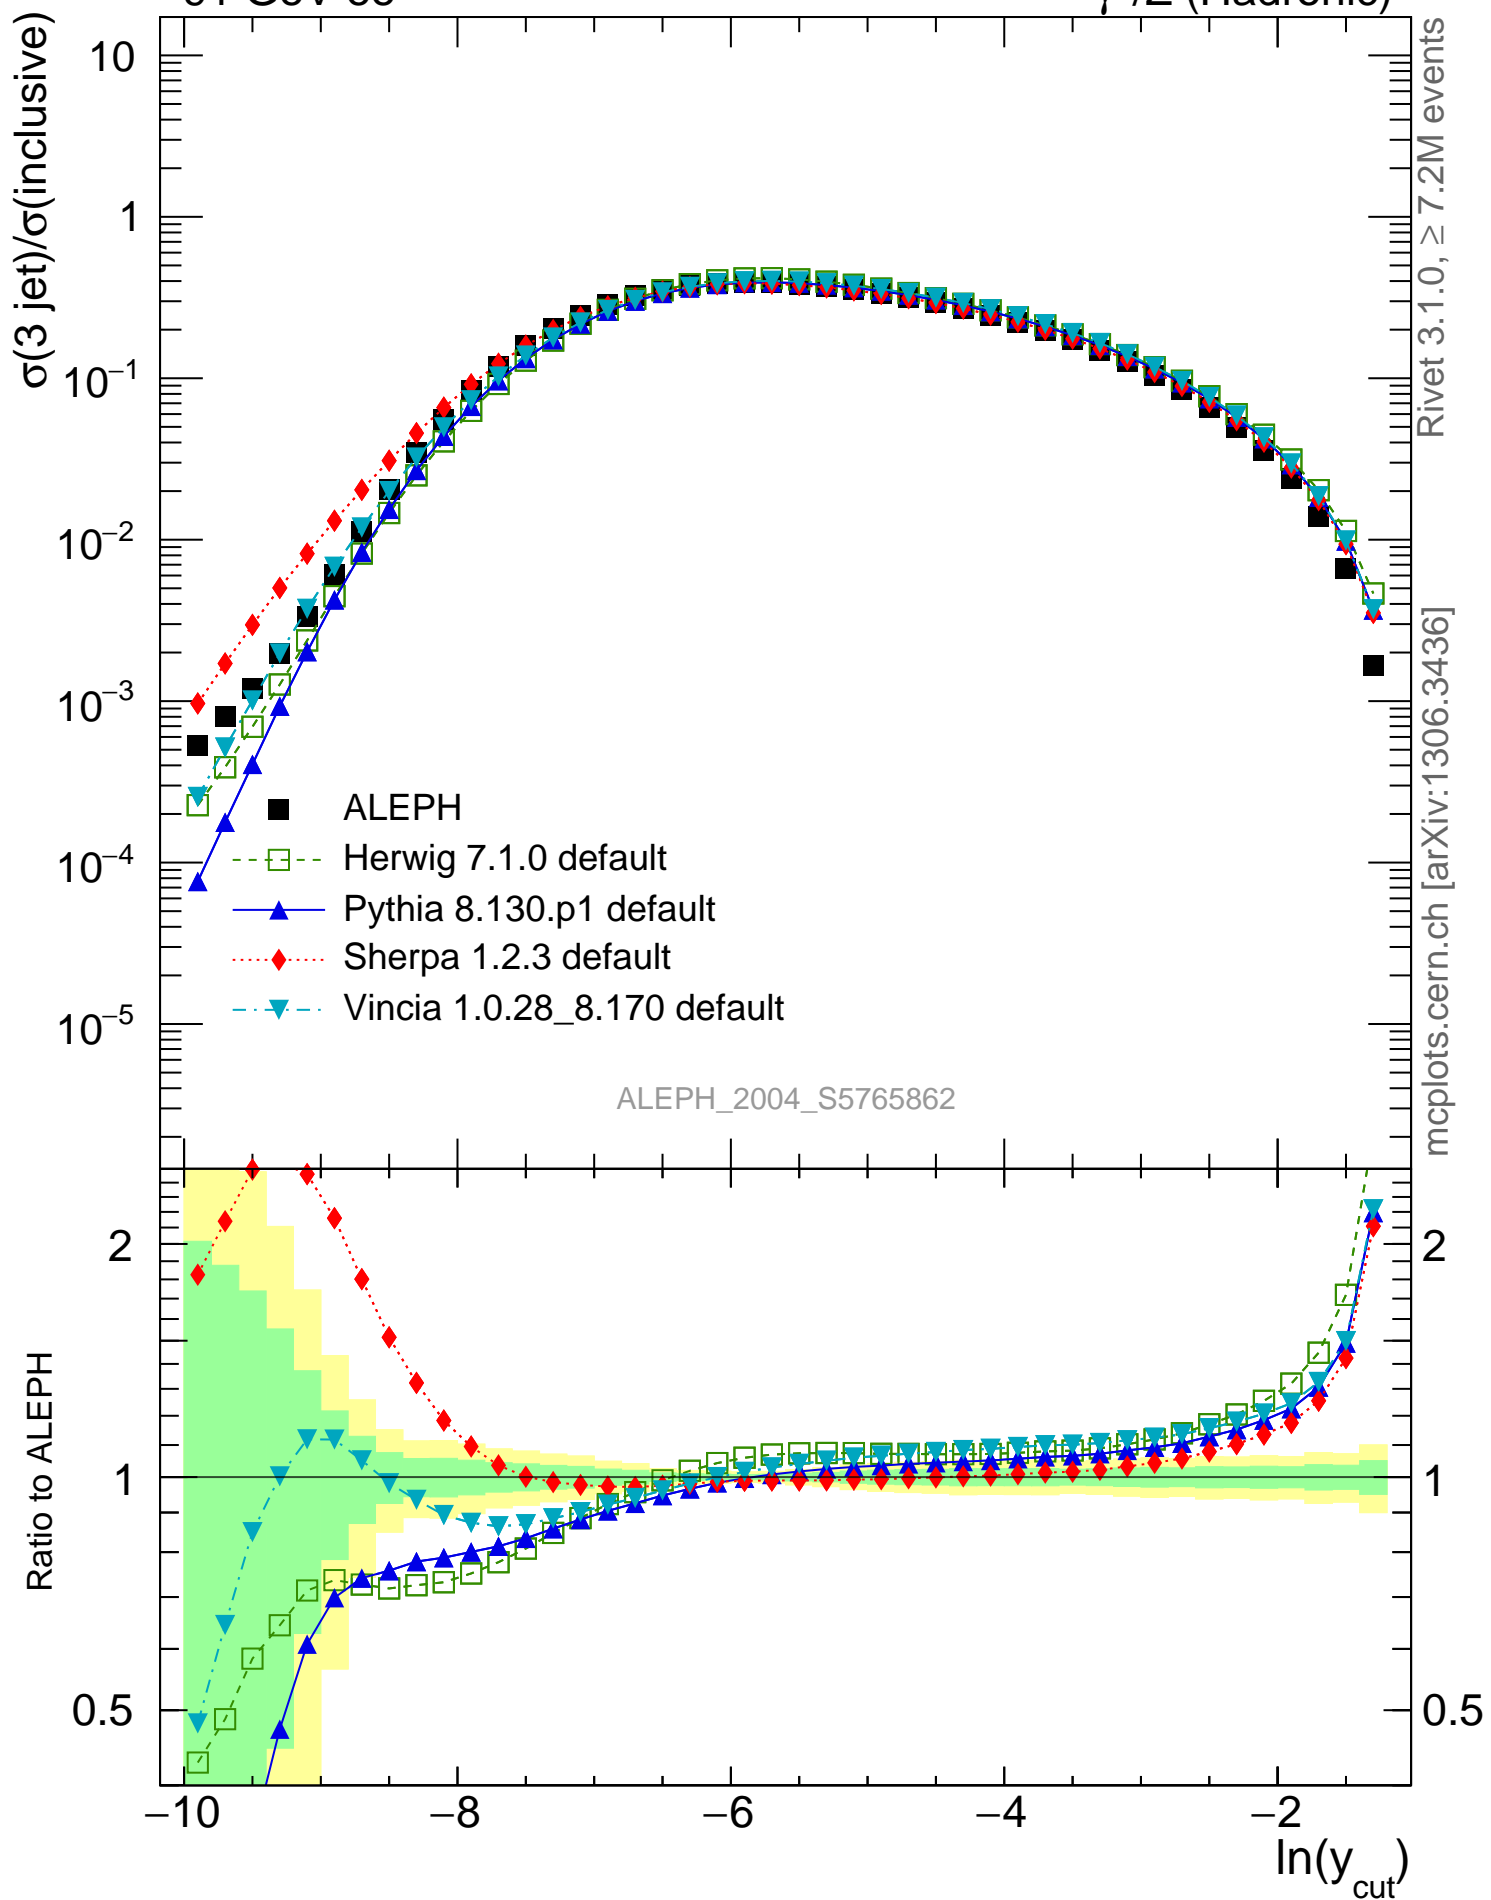 σ(3 jet)/σ(inclusive)
10
1
10⁻¹
10⁻²
10⁻³
10⁻⁴
10⁻⁵
ALEPH
Herwig 7.1.0 default
Pythia 8.130.p1 default
Sherpa 1.2.3 default
Vincia 1.0.28_8.170 default
ALEPH_2004_S5765862
Rivet 3.1.0, ≥ 7.2M events
mcplots.cern.ch [arXiv:1306.3436]
Ratio to ALEPH
2 2
1 1
0.5 0.5
−10 −8 −6 −4 −2
ln(y_cut)